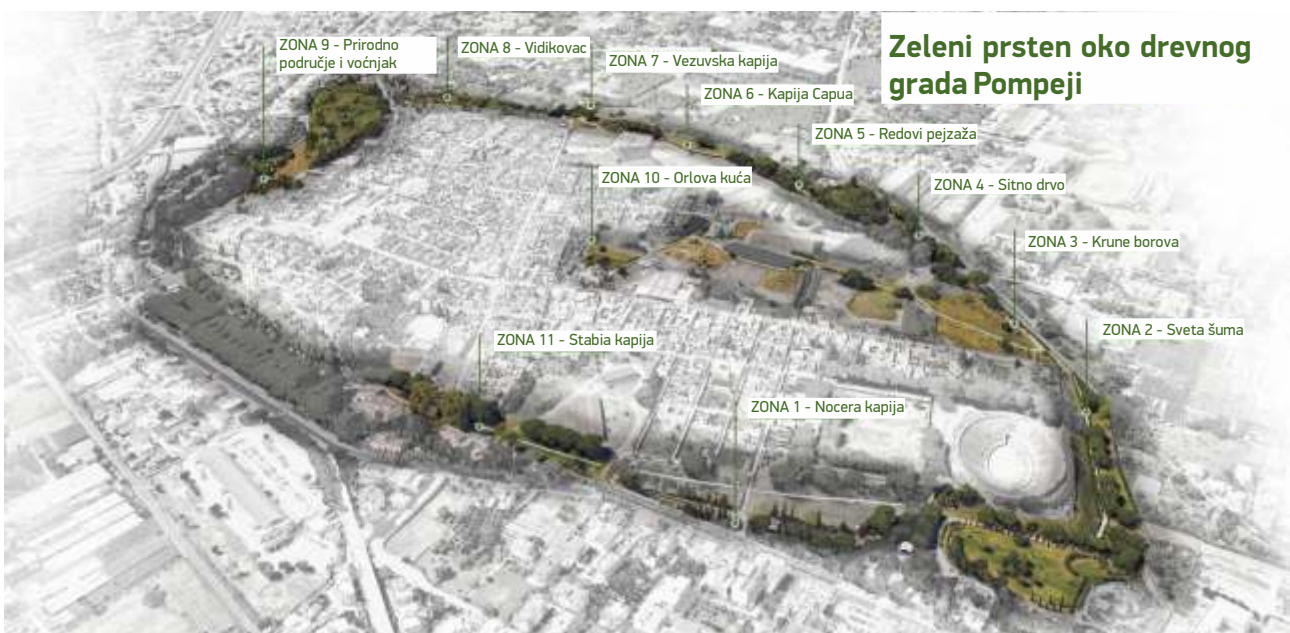 Zeleni prsten oko drevnog
grada Pompeji
ZONA 9 - Prirodno
područje i voćnjak
ZONA 8 - Vidikovac
ZONA 7 - Vezuvska kapija
ZONA 6 - Kapija Capua
ZONA 5 - Redovi pejzaža
ZONA 10 - Orlova kuća
ZONA 4 - Sitno drvo
ZONA 3 - Krune borova
ZONA 2 - Sveta šuma
ZONA 11 - Stabia kapija
ZONA 1 - Nocera kapija